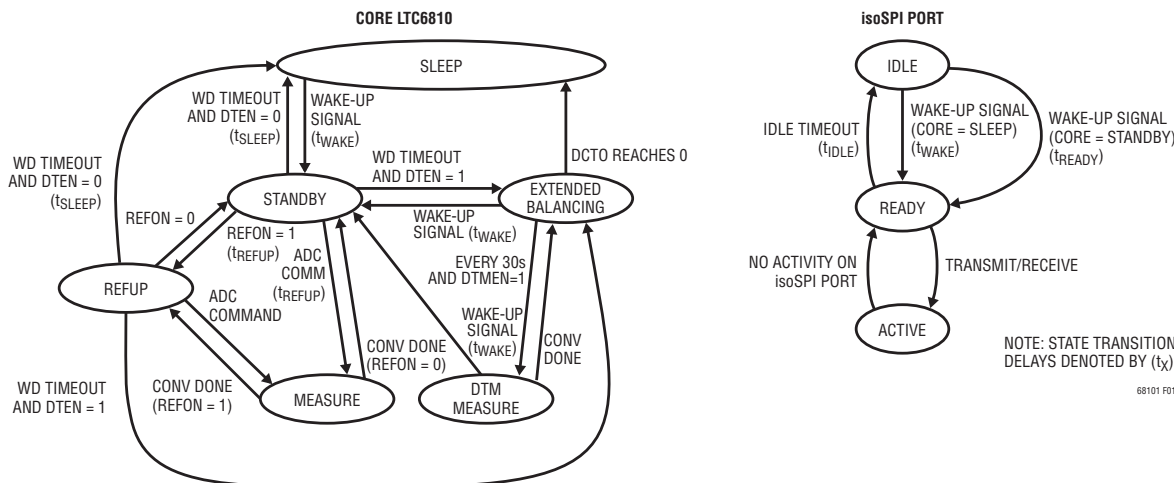 CORE LTC6810
SLEEP
WD TIMEOUT
AND DTEN = 0
(tSLEEP)
WAKE-UP
SIGNAL
(tWAKE)
DCTO REACHES 0
WD TIMEOUT
AND DTEN = 0
(tSLEEP)
WD TIMEOUT
AND DTEN = 1
STANDBY
EXTENDED
BALANCING
REFON = 0
REFON = 1
(tREFUP)
WAKE-UP
SIGNAL (tWAKE)
ADC
COMM
(tREFUP)
EVERY 30s
AND DTMEN=1
REFUP
ADC
COMMAND
WAKE-UP
SIGNAL
(tWAKE)
CONV DONE
(REFON = 0)
CONV
DONE
WD TIMEOUT
AND DTEN = 1
CONV DONE
(REFON = 1)
MEASURE
DTM
MEASURE
isoSPI PORT
IDLE
IDLE TIMEOUT
(tIDLE)
WAKE-UP SIGNAL
(CORE = SLEEP)
(tWAKE)
WAKE-UP SIGNAL
(CORE = STANDBY)
(tREADY)
READY
NO ACTIVITY ON
isoSPI PORT
TRANSMIT/RECEIVE
ACTIVE
NOTE: STATE TRANSITION
DELAYS DENOTED BY (tX)
68101 F01